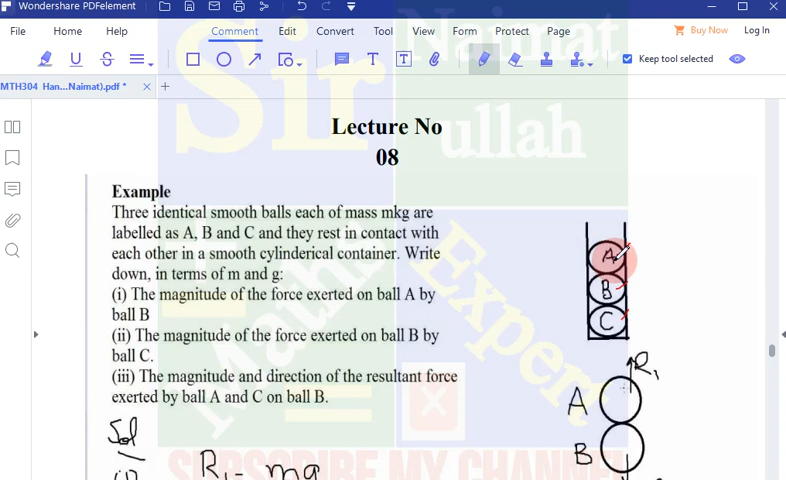 Wondershare PDFelement
File Home Help Comment Edit Convert Tool View Form Protect Page Buy Now Log In
T T Keep tool selected
MTH304 Han...Naimat).pdf *
Sir Naimat
ullah
Maths
Expert
SUBSCRIBE MY CHANNEL
Lecture No
08
Example
Three identical smooth balls each of mass mkg are
labelled as A, B and C and they rest in contact with
each other in a smooth cylinderical container. Write
down, in terms of m and g:
(i) The magnitude of the force exerted on ball A by
ball B
(ii) The magnitude of the force exerted on ball B by
ball C.
(iii) The magnitude and direction of the resultant force
exerted by ball A and C on ball B.
A
B
C
R₁
A
B
Sol
(i)
R₁ = mg